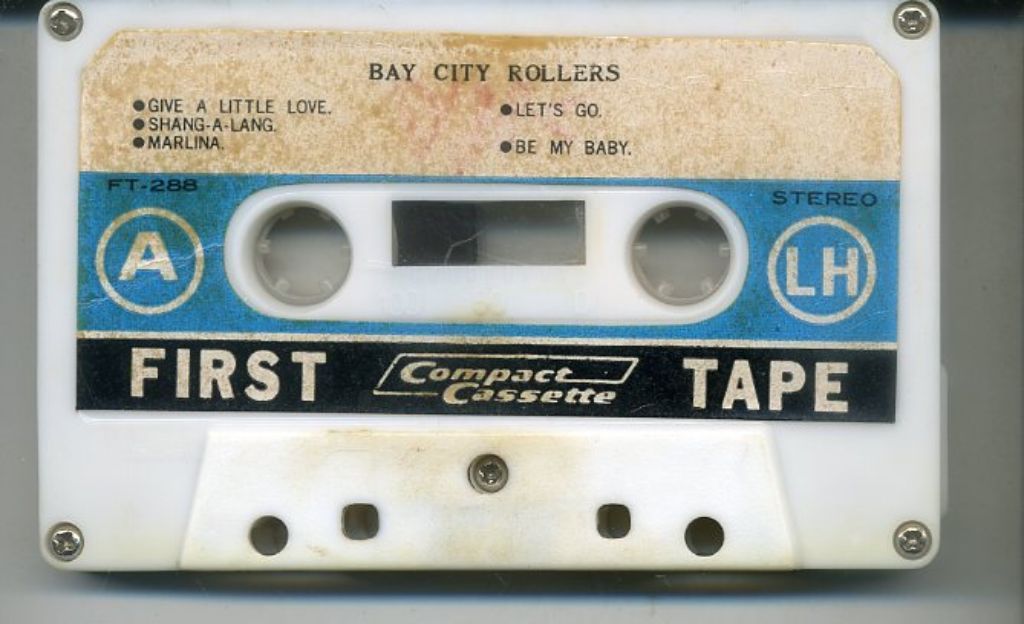 BAY CITY ROLLERS
●GIVE A LITTLE LOVE.
●SHANG-A-LANG.
●MARLINA.
●LET'S GO.
●BE MY BABY.
FT-288
STEREO
A
LH
FIRST
Compact
Cassette
TAPE